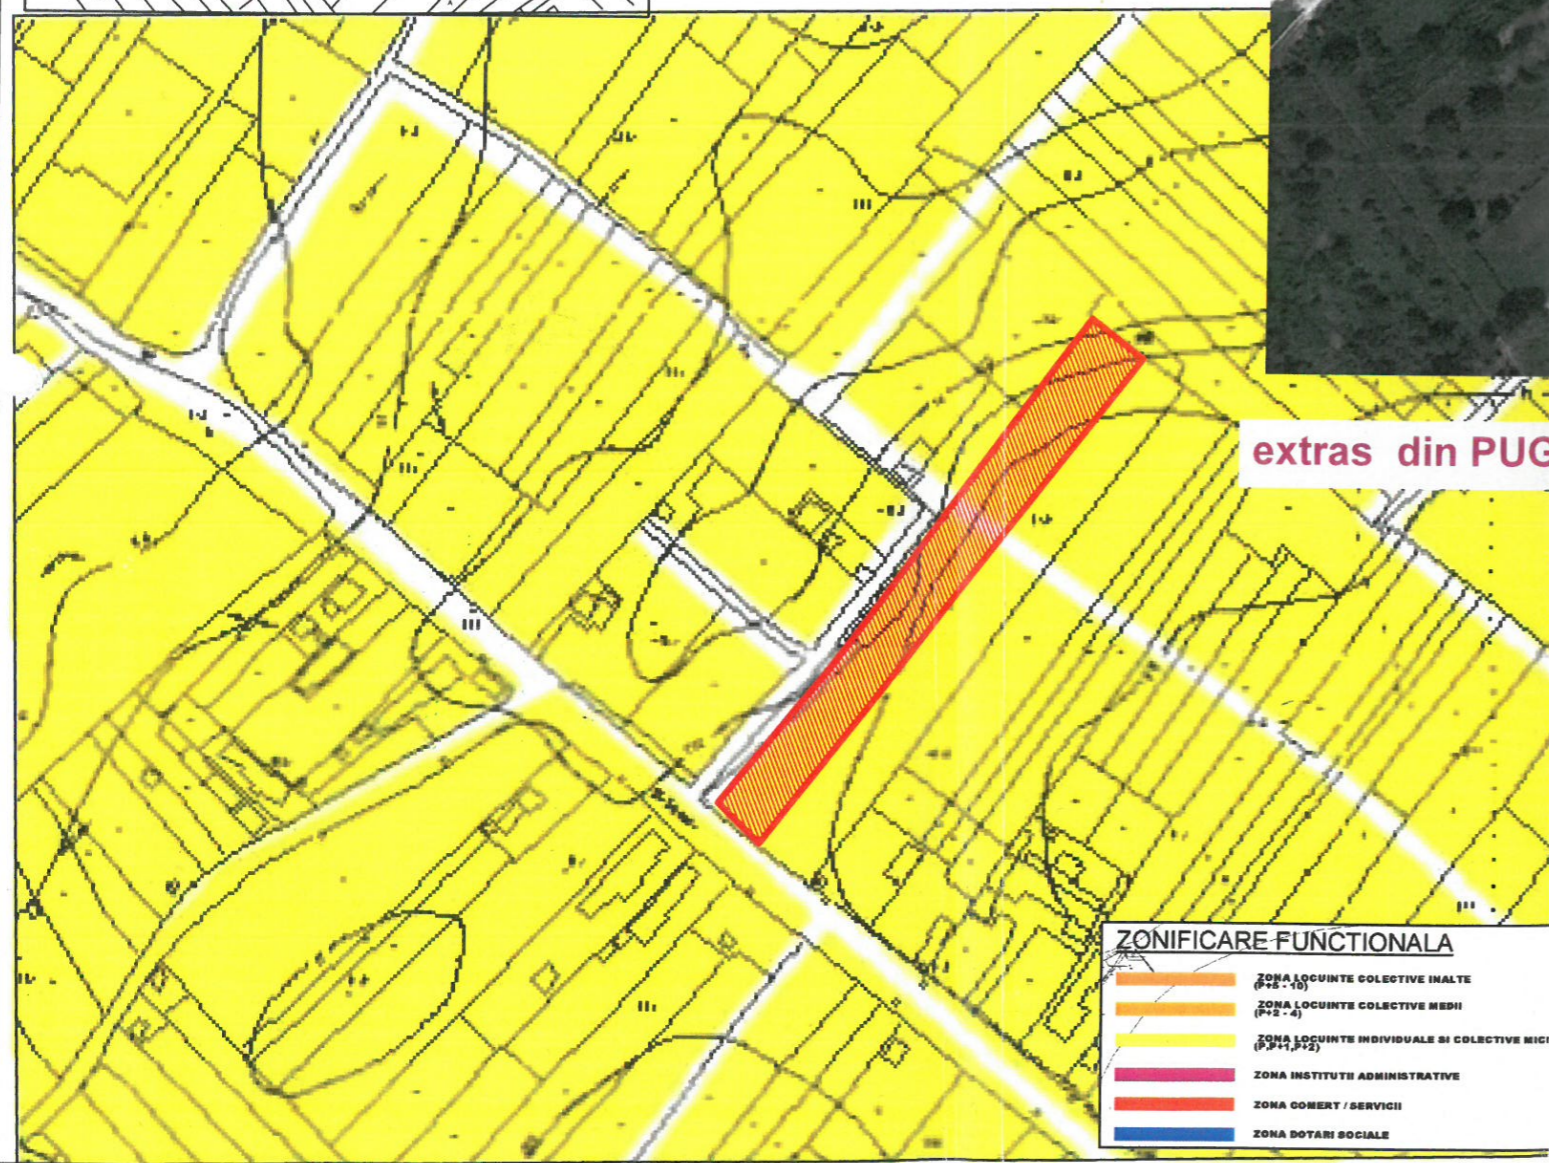 extras din PUG
ZONIFICARE FUNCTIONALA
ZONA LOCUINTE COLECTIVE INALTE
(P+5 - 10)
ZONA LOCUINTE COLECTIVE MEDII
(P+2 - 4)
ZONA LOCUINTE INDIVIDUALE SI COLECTIVE MICI
(P,P+1,P+2)
ZONA INSTITUTII ADMINISTRATIVE
ZONA COMERT / SERVICII
ZONA DOTARI SOCIALE